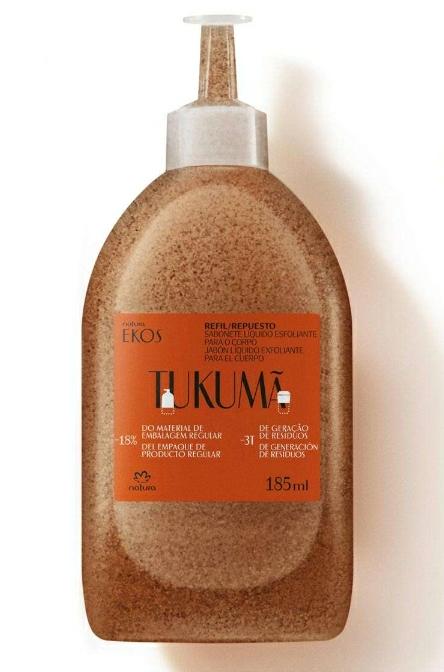 natura
EKOS
REFIL/REPUESTO
SABONETE LÍQUIDO ESFOLIANTE
PARA O CORPO
JABÓN LÍQUIDO EXFOLIANTE
PARA EL CUERPO
TUKUMÃ
-18%
DO MATERIAL DE
EMBALAGEM REGULAR
DEL EMPAQUE DE
PRODUCTO REGULAR
-3T
DE GERAÇÃO
DE RESÍDUOS
DE GENERACIÓN
DE RESIDUOS
natura
185ml